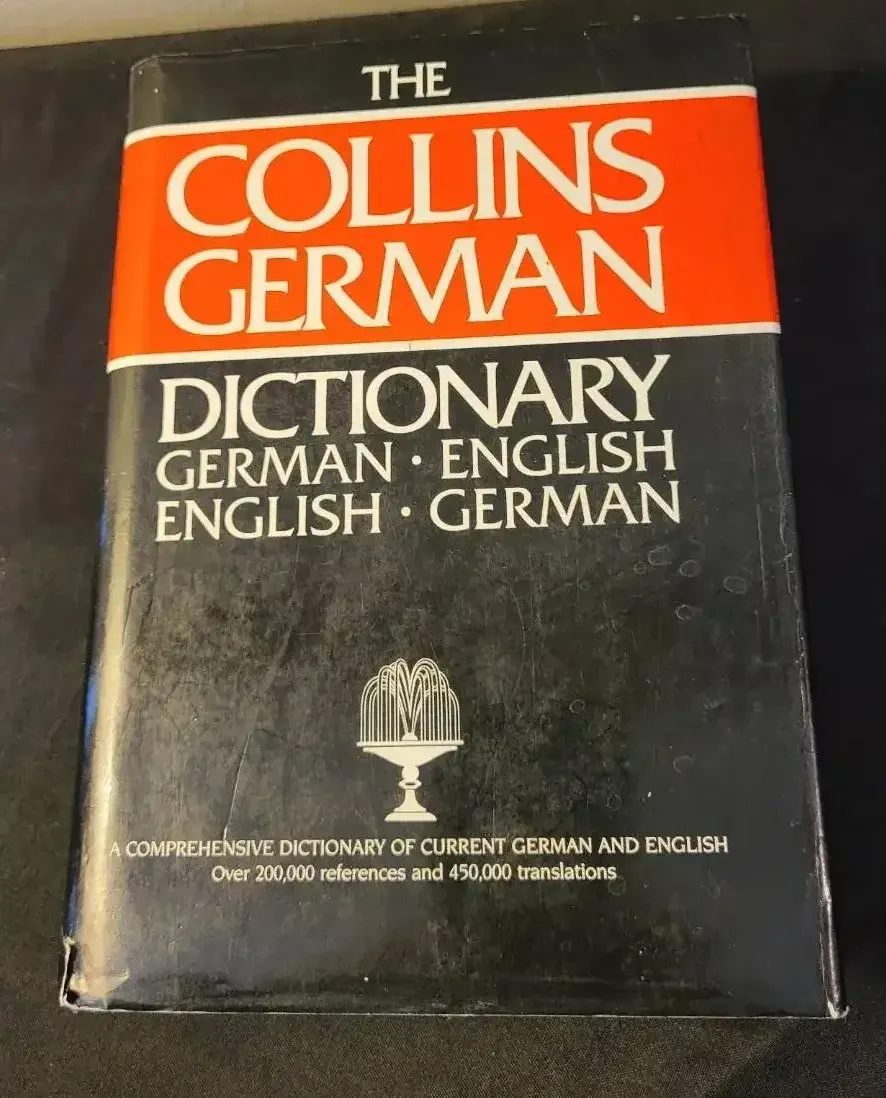 THE
COLLINS
GERMAN
DICTIONARY
GERMAN · ENGLISH
ENGLISH · GERMAN
A COMPREHENSIVE DICTIONARY OF CURRENT GERMAN AND ENGLISH
Over 200,000 references and 450,000 translations